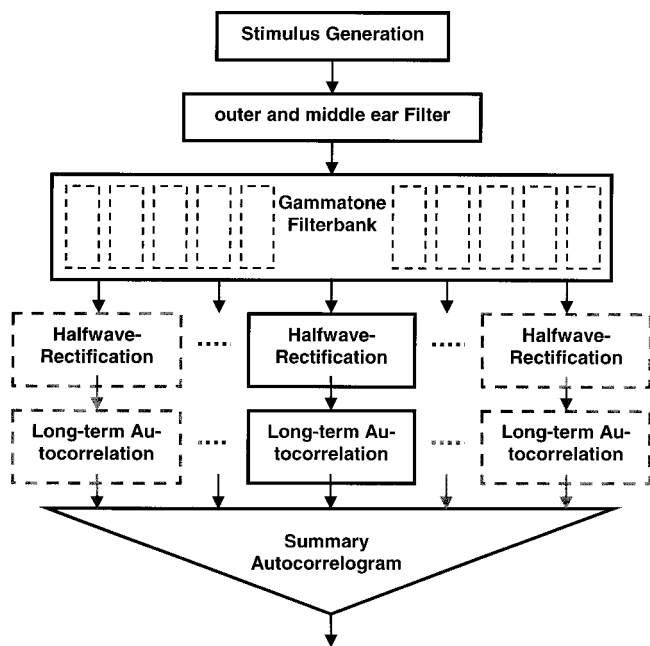 Stimulus Generation
outer and middle ear Filter
Gammatone
Filterbank
Halfwave-
Rectification
Halfwave-
Rectification
Halfwave-
Rectification
Long-term Au-
tocorrelation
Long-term Au-
tocorrelation
Long-term Au-
tocorrelation
Summary
Autocorrelogram